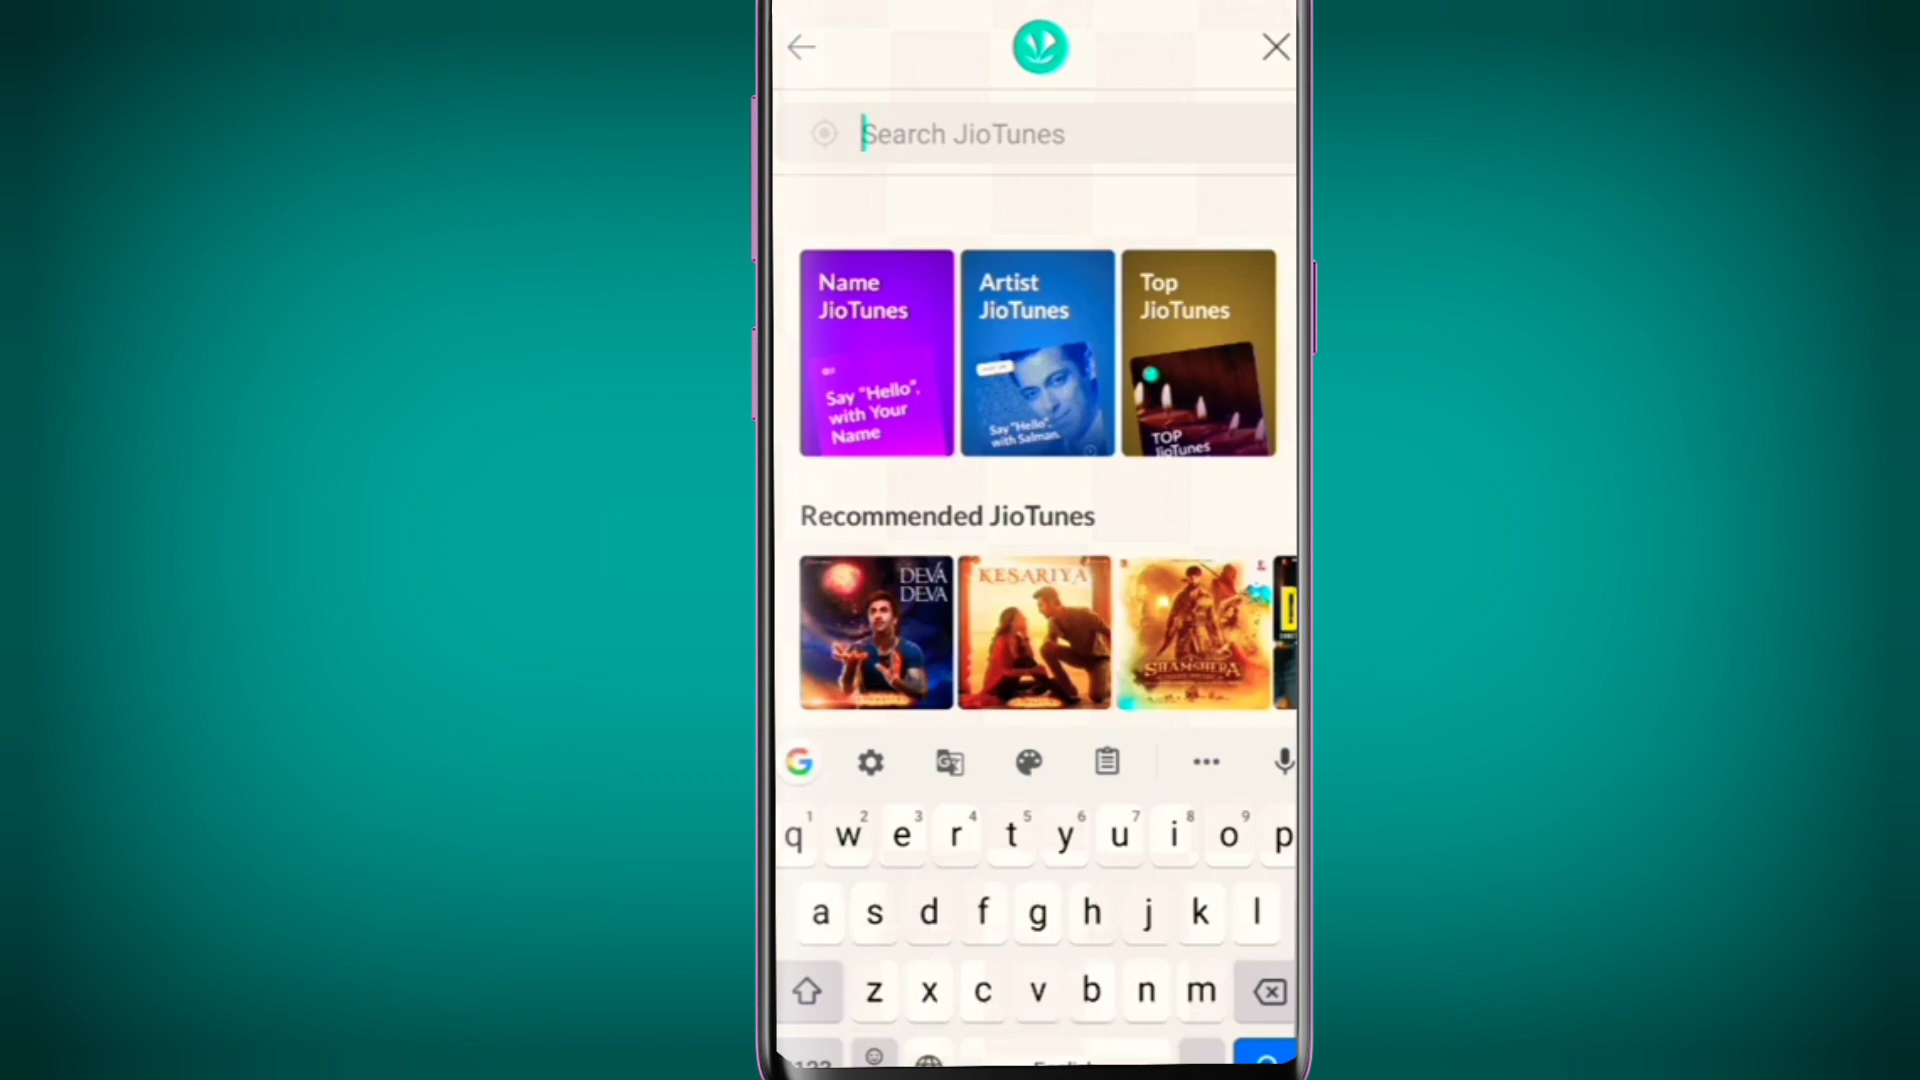 Search JioTunes
Name
JioTunes
Say "Hello",
with Your
Name
Artist
JioTunes
Say "Hello",
with Salman.
Top
JioTunes
TOP
JioTunes
Recommended JioTunes
DEVA
DEVA
KESARIYA
SHAMSHERA
G
1 2 3 4 5 6 7 8 9
q w e r t y u i o p
a s d f g h j k l
z x c v b n m